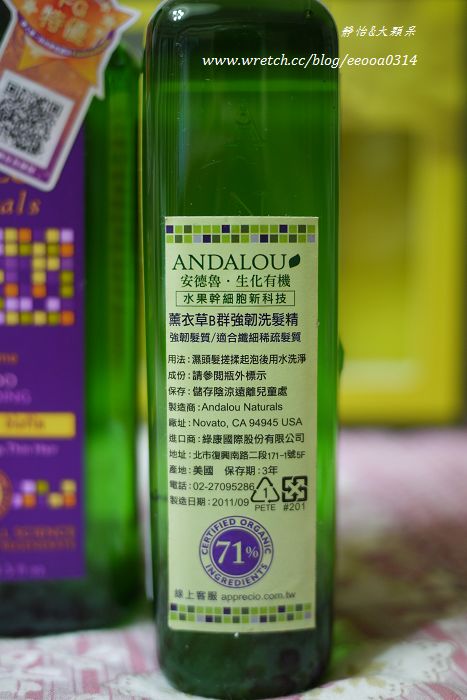 靜怡&大顆呆
www.wretch.cc/blog/eeooa0314
特價
als
ANDALOU
安德魯·生化有機
水果幹細胞新科技
薰衣草B群強韌洗髮精
強韌髮質/適合纖細稀疏髮質
用法:濕頭髮搓揉起泡後用水洗淨
成份:請參閱瓶外標示
保存:儲存陰涼遠離兒童處
製造商:Andalou Naturals
廠址:Novato, CA 94945 USA
進口商:綠康國際股份有限公司
地址:北市復興南路二段171-1號5F
產地:美國 保存期:3年
電話:02-27095286
製造日期:2011/09
1
PETE #201
CERTIFIED ORGANIC
71%
INGREDIENTS
線上客服 apprecio.com.tw